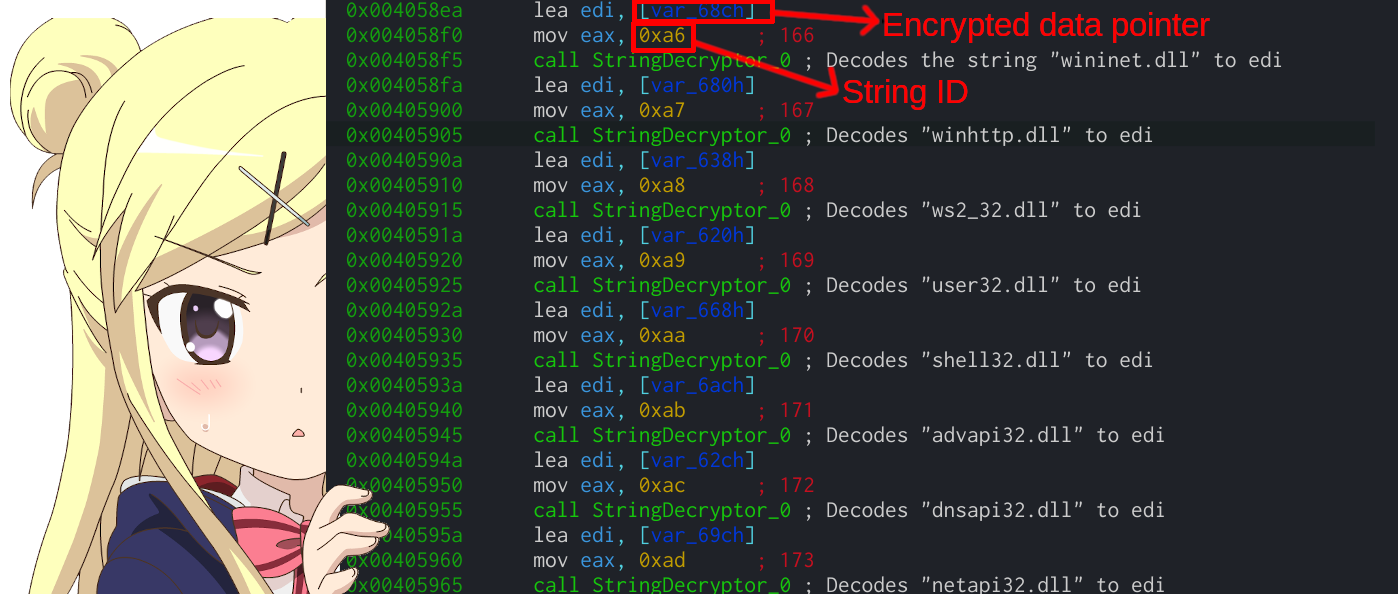 0x004058ea lea edi, [var_68ch] Encrypted data pointer
0x004058f0 mov eax, 0xa6 ; 166
0x004058f5 call StringDecryptor_0 ; Decodes the string "wininet.dll" to edi
0x004058fa lea edi, [var_680h] String ID
0x00405900 mov eax, 0xa7 ; 167
0x00405905 call StringDecryptor_0 ; Decodes "winhttp.dll" to edi
0x0040590a lea edi, [var_638h]
0x00405910 mov eax, 0xa8 ; 168
0x00405915 call StringDecryptor_0 ; Decodes "ws2_32.dll" to edi
0x0040591a lea edi, [var_620h]
0x00405920 mov eax, 0xa9 ; 169
0x00405925 call StringDecryptor_0 ; Decodes "user32.dll" to edi
0x0040592a lea edi, [var_668h]
0x00405930 mov eax, 0xaa ; 170
0x00405935 call StringDecryptor_0 ; Decodes "shell32.dll" to edi
0x0040593a lea edi, [var_6ach]
0x00405940 mov eax, 0xab ; 171
0x00405945 call StringDecryptor_0 ; Decodes "advapi32.dll" to edi
0x0040594a lea edi, [var_62ch]
0x00405950 mov eax, 0xac ; 172
0x00405955 call StringDecryptor_0 ; Decodes "dnsapi32.dll" to edi
0x0040595a lea edi, [var_69ch]
0x00405960 mov eax, 0xad ; 173
0x00405965 call StringDecryptor_0 ; Decodes "netapi32.dll" to edi